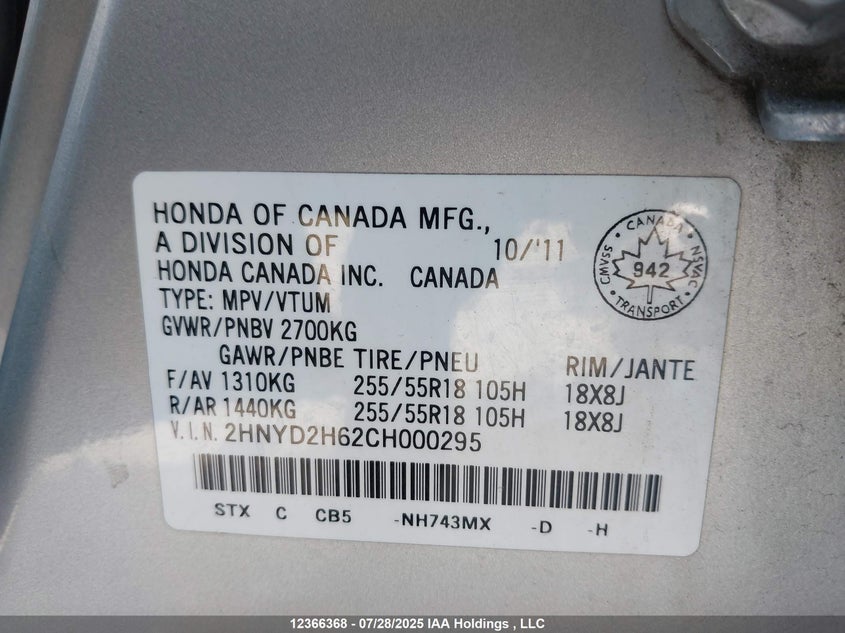 HONDA OF CANADA MFG.,
A DIVISION OF 10/'11
HONDA CANADA INC. CANADA
TYPE: MPV/VTUM
GVWR/PNBV 2700KG
GAWR/PNBE TIRE/PNEU RIM/JANTE
F/AV 1310KG 255/55R18 105H 18X8J
R/AR 1440KG 255/55R18 105H 18X8J
V.I.N. 2HNYD2H62CH000295
STX C CB5 -NH743MX -D -H
CANADA
CMVSS 942 NSVAC
TRANSPORT
12366368 - 07/28/2025 IAA Holdings , LLC